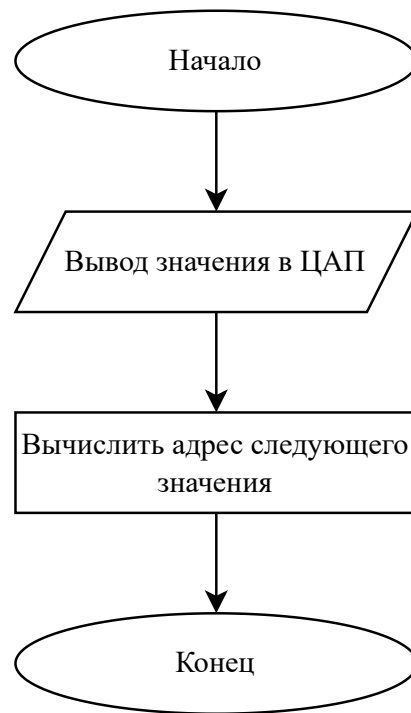 Начало
Вывод значения в ЦАП
Вычислить адрес следующего
значения
Конец